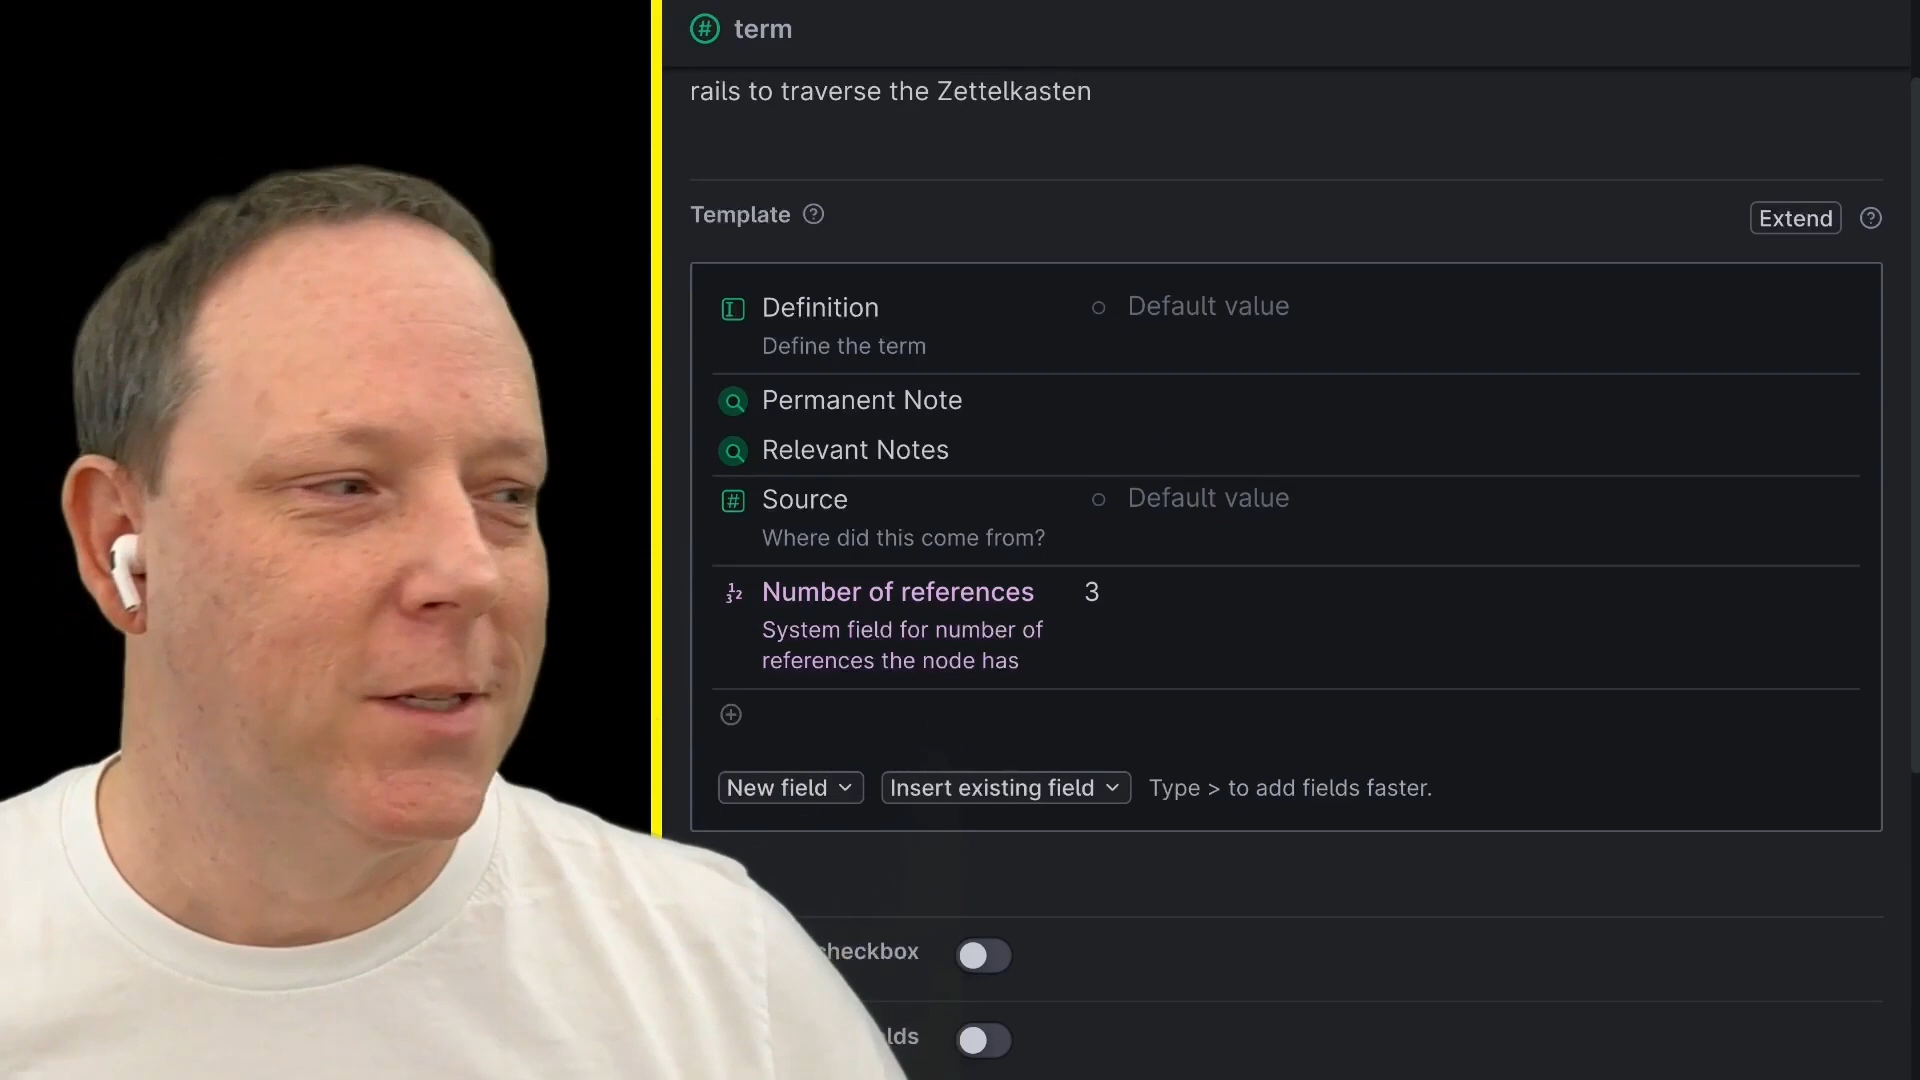 # term
rails to traverse the Zettelkasten
Template ?
Extend ?
Definition Default value
Define the term
Permanent Note
Relevant Notes
# Source Default value
Where did this come from?
Number of references 3
System field for number of
references the node has
New field Insert existing field Type > to add fields faster.
checkbox
lds